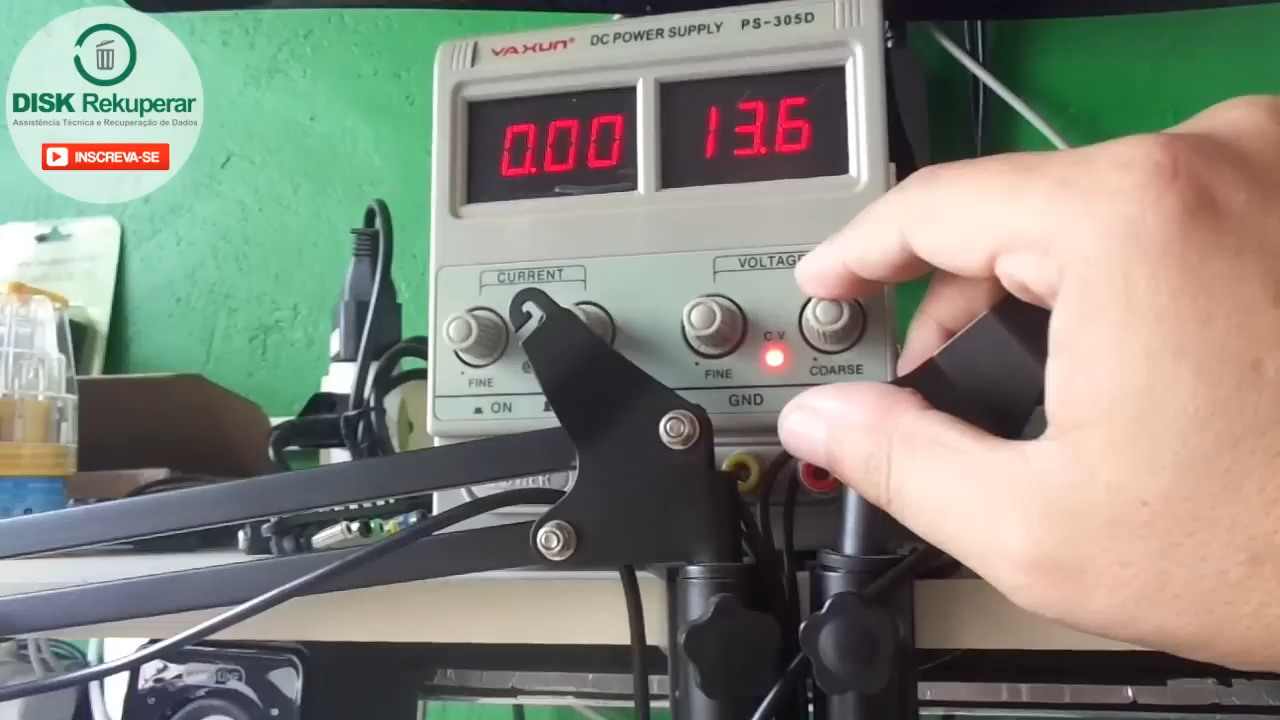 DISK Rekuperar
Assistência Técnica e Recuperação de Dados
INSCREVA-SE
YAXUN® DC POWER SUPPLY PS-305D
0.00 13.6
CURRENT VOLTAGE
C.V
FINE FINE COARSE
ON GND